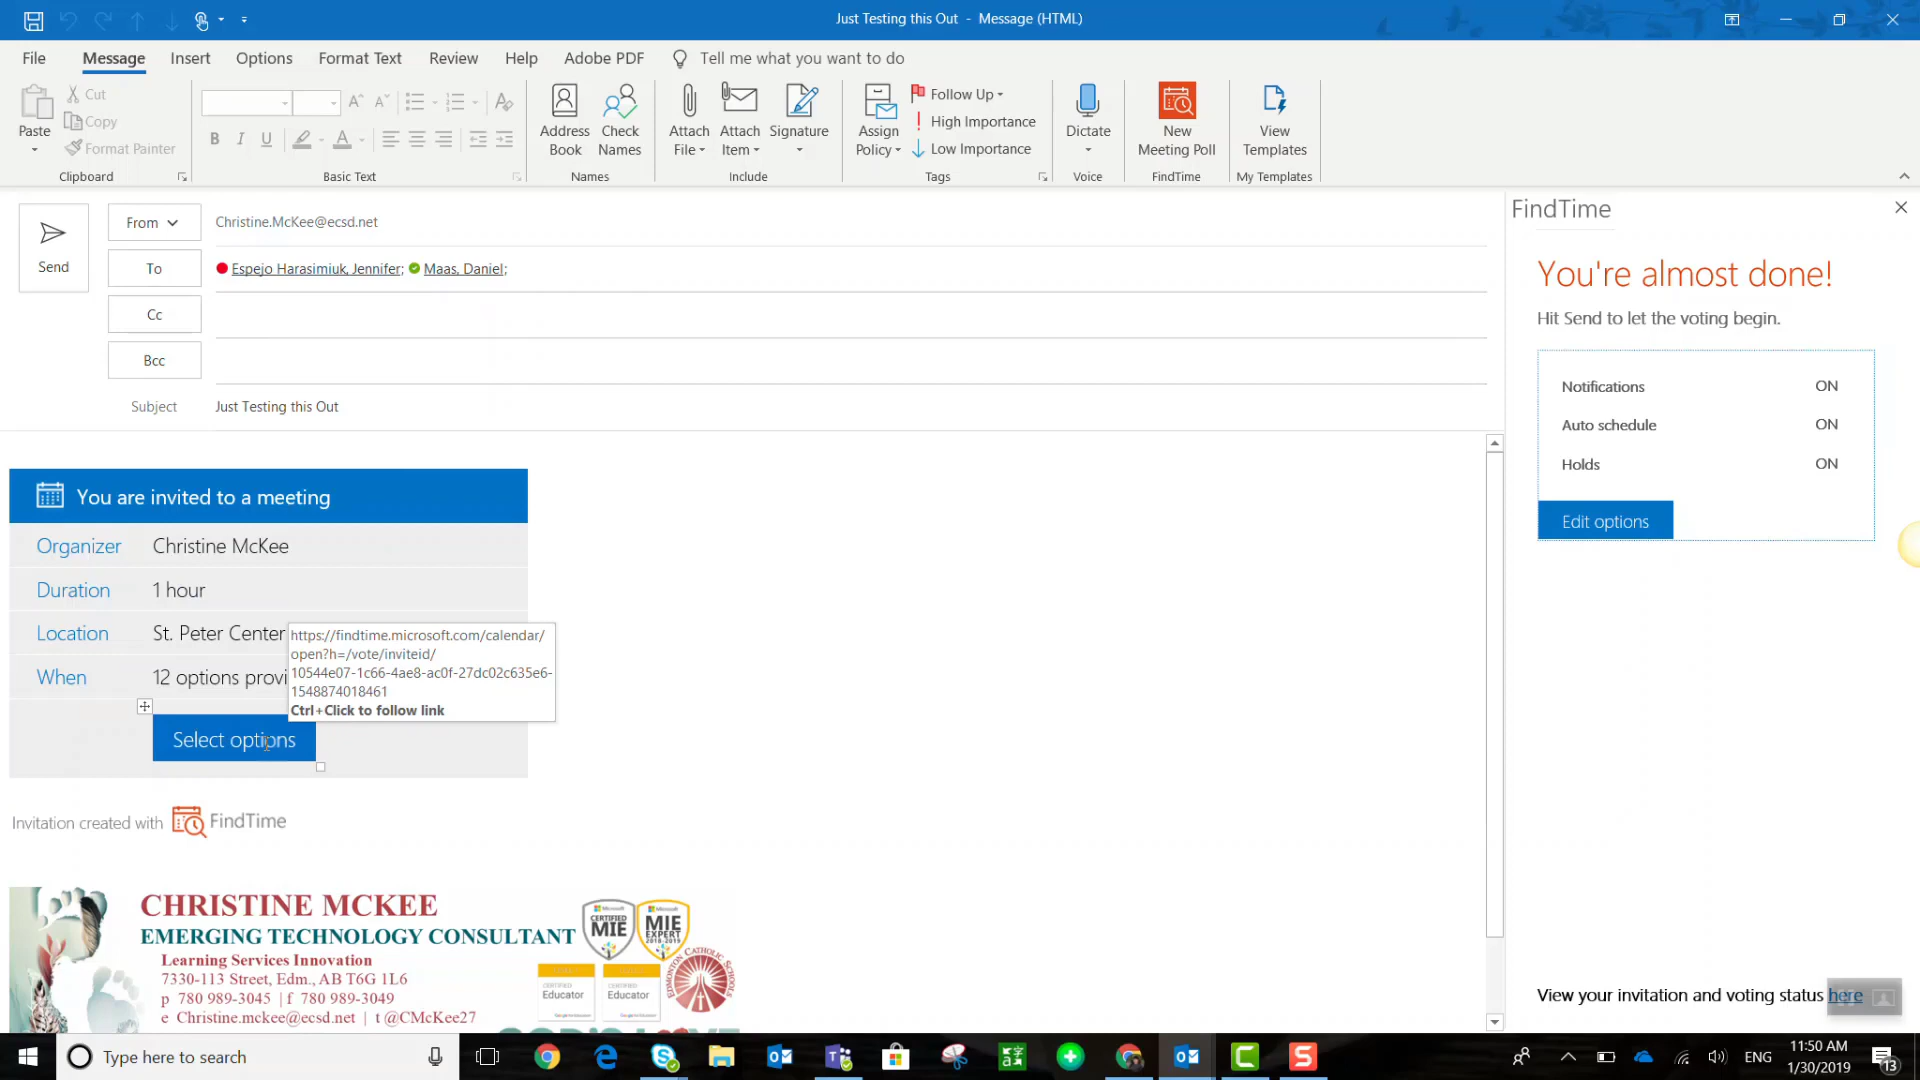 Just Testing this Out - Message (HTML)
File Message Insert Options Format Text Review Help Adobe PDF Tell me what you want to do
Paste
Cut
Copy
Format Painter
Clipboard
B I U
Basic Text
Address Book
Check Names
Names
Attach File
Attach Item
Signature
Include
Assign Policy
Follow Up
High Importance
Low Importance
Tags
Dictate
Voice
New Meeting Poll
FindTime
View Templates
My Templates
Send
From Christine.McKee@ecsd.net
To Espejo Harasimiuk, Jennifer; Maas, Daniel;
Cc
Bcc
Subject Just Testing this Out
You are invited to a meeting
Organizer Christine McKee
Duration 1 hour
Location St. Peter Center
When 12 options provi
https://findtime.microsoft.com/calendar/
open?h=/vote/inviteid/
10544e07-1c66-4ae8-ac0f-27dc02c635e6-
1548874018461
Ctrl+Click to follow link
Select options
Invitation created with FindTime
CHRISTINE MCKEE
EMERGING TECHNOLOGY CONSULTANT
Learning Services Innovation
7330-113 Street, Edm., AB T6G 1L6
p 780 989-3045 | f 780 989-3049
e Christine.mckee@ecsd.net | t @CMcKee27
Microsoft
CERTIFIED
MIE
Microsoft
MIE
EXPERT
2018-2019
Educator
Educator
EDMONTON CATHOLIC SCHOOLS
FindTime
You're almost done!
Hit Send to let the voting begin.
Notifications ON
Auto schedule ON
Holds ON
Edit options
View your invitation and voting status here
Type here to search
ENG
11:50 AM
1/30/2019
13